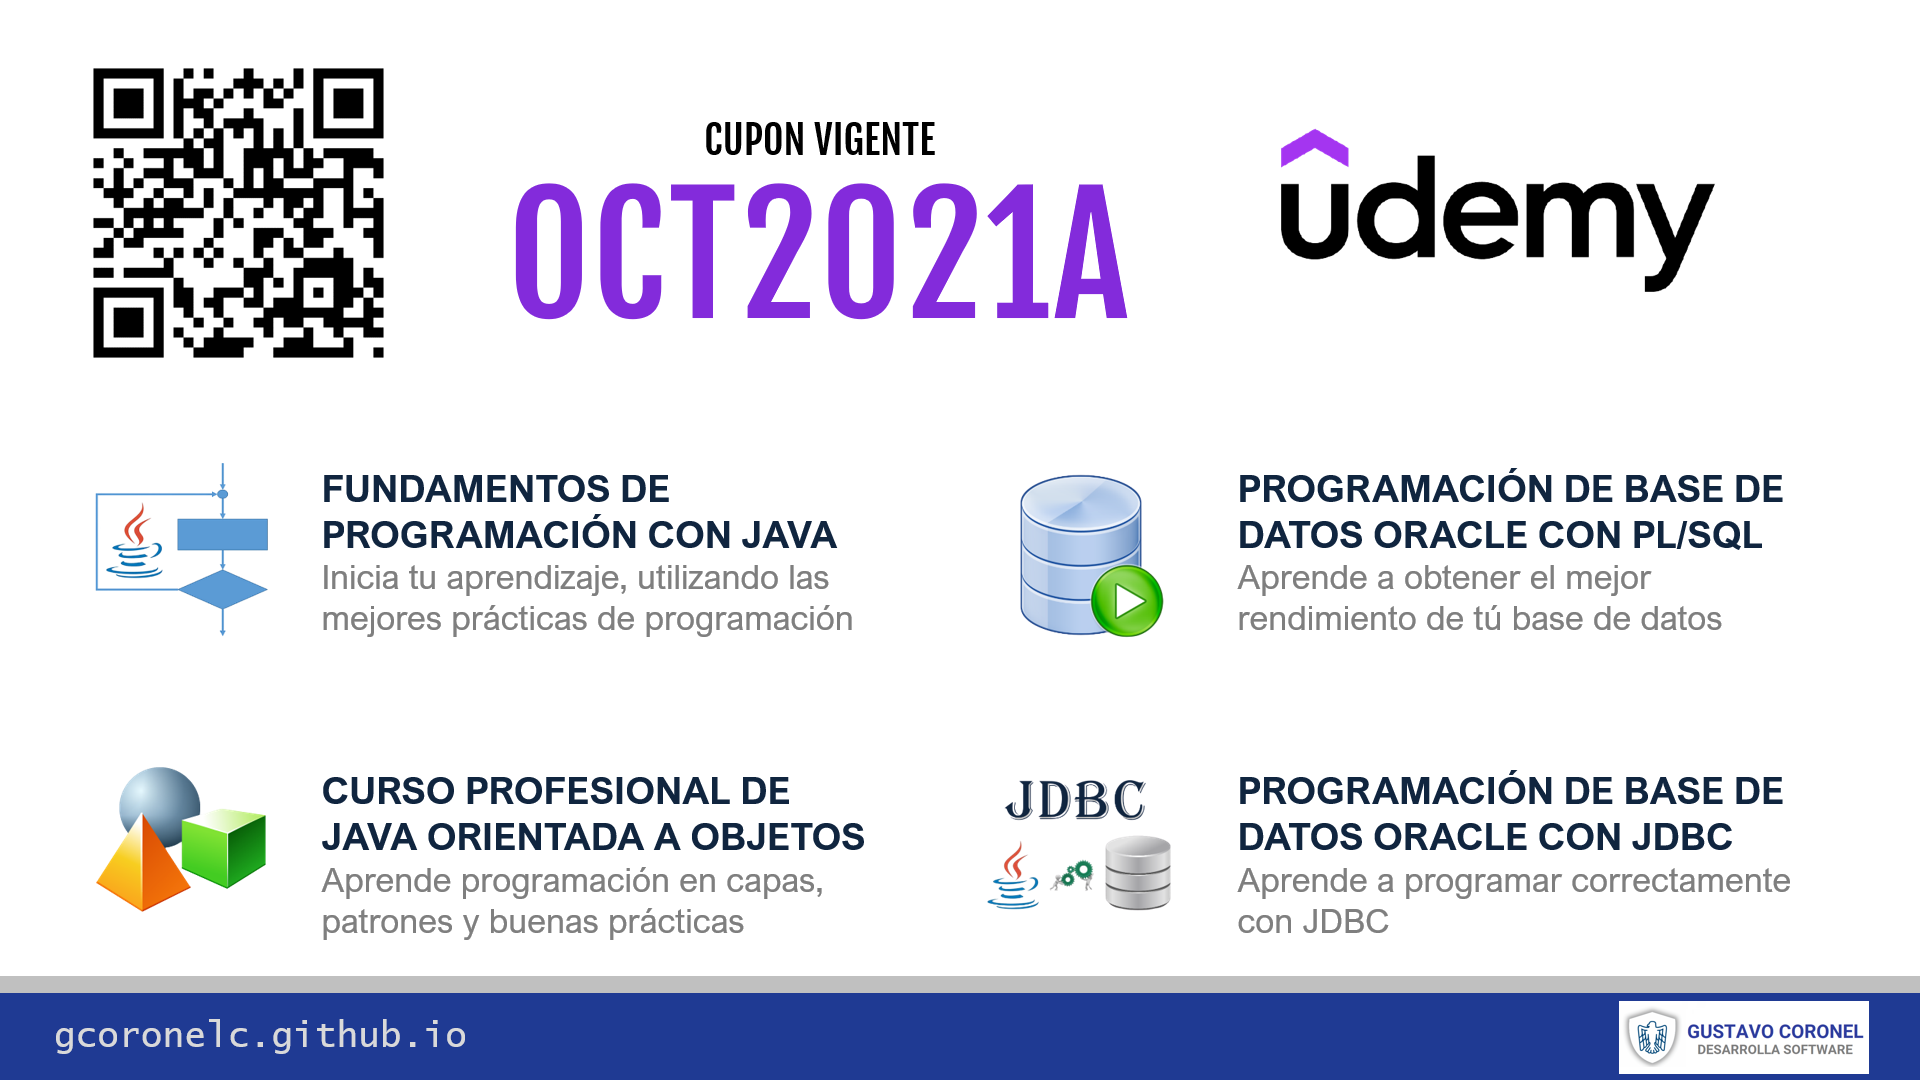 CUPON VIGENTE
OCT2021A
udemy
FUNDAMENTOS DE
PROGRAMACIÓN CON JAVA
Inicia tu aprendizaje, utilizando las
mejores prácticas de programación
PROGRAMACIÓN DE BASE DE
DATOS ORACLE CON PL/SQL
Aprende a obtener el mejor
rendimiento de tú base de datos
CURSO PROFESIONAL DE
JAVA ORIENTADA A OBJETOS
Aprende programación en capas,
patrones y buenas prácticas
JDBC
PROGRAMACIÓN DE BASE DE
DATOS ORACLE CON JDBC
Aprende a programar correctamente
con JDBC
gcoronelc.github.io
GUSTAVO CORONEL
DESARROLLA SOFTWARE